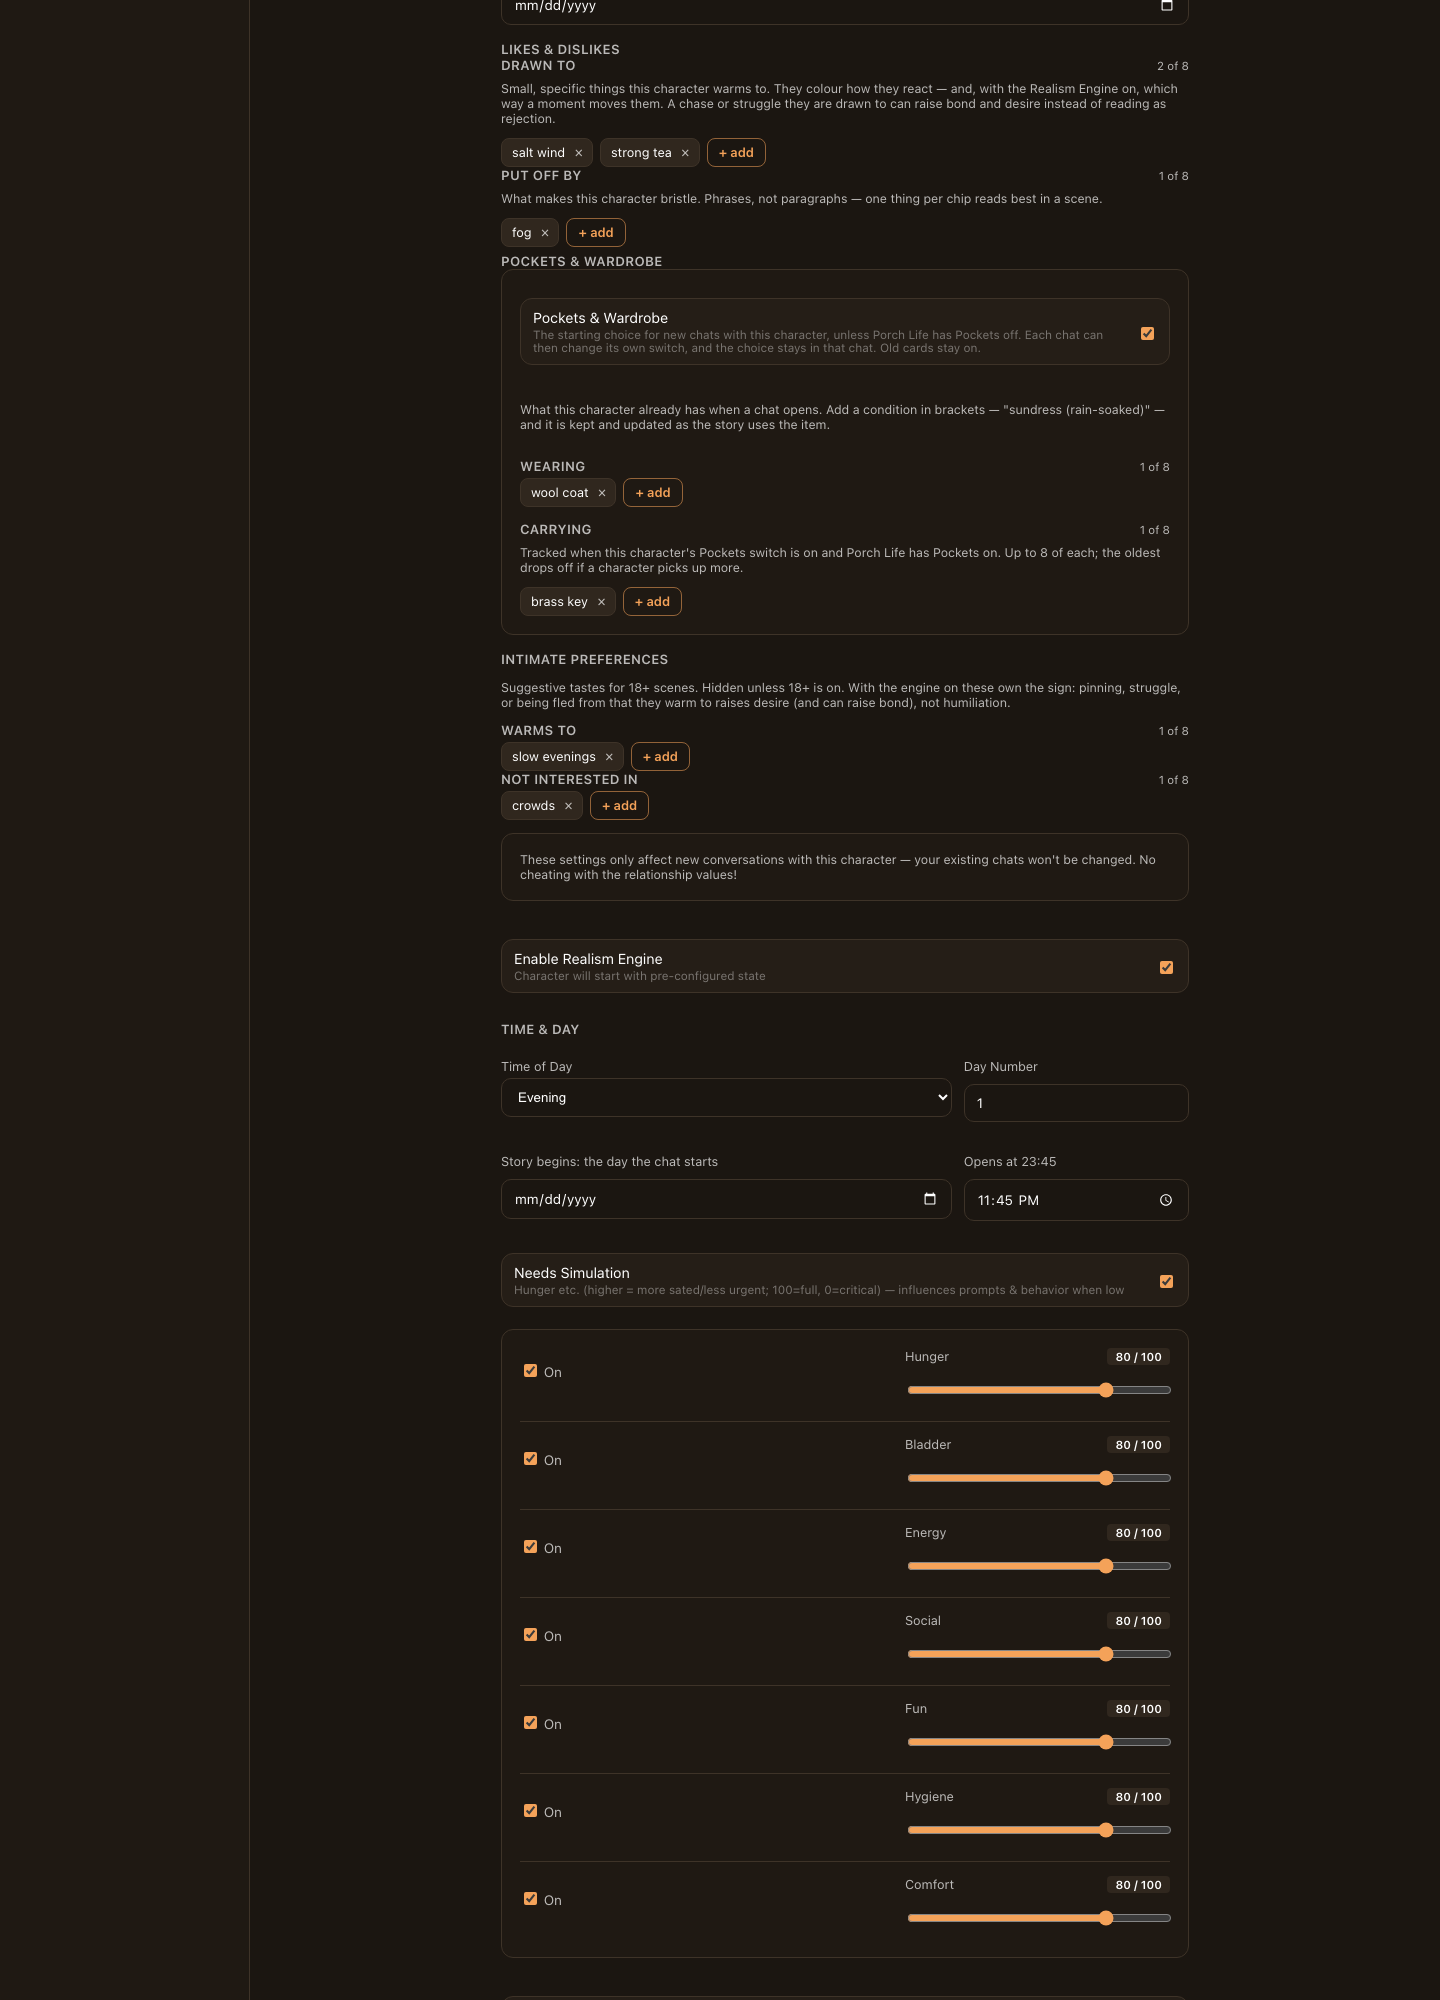 mm/dd/yyyy
LIKES & DISLIKES
DRAWN TO 2 of 8
Small, specific things this character warms to. They colour how they react — and, with the Realism Engine on, which
way a moment moves them. A chase or struggle they are drawn to can raise bond and desire instead of reading as
rejection.
salt wind × strong tea × + add
PUT OFF BY 1 of 8
What makes this character bristle. Phrases, not paragraphs — one thing per chip reads best in a scene.
fog × + add
POCKETS & WARDROBE
Pockets & Wardrobe
The starting choice for new chats with this character, unless Porch Life has Pockets off. Each chat can
then change its own switch, and the choice stays in that chat. Old cards stay on.
What this character already has when a chat opens. Add a condition in brackets — "sundress (rain-soaked)" —
and it is kept and updated as the story uses the item.
WEARING 1 of 8
wool coat × + add
CARRYING 1 of 8
Tracked when this character's Pockets switch is on and Porch Life has Pockets on. Up to 8 of each; the oldest
drops off if a character picks up more.
brass key × + add
INTIMATE PREFERENCES
Suggestive tastes for 18+ scenes. Hidden unless 18+ is on. With the engine on these own the sign: pinning, struggle,
or being fled from that they warm to raises desire (and can raise bond), not humiliation.
WARMS TO 1 of 8
slow evenings × + add
NOT INTERESTED IN 1 of 8
crowds × + add
These settings only affect new conversations with this character — your existing chats won't be changed. No
cheating with the relationship values!
Enable Realism Engine
Character will start with pre-configured state
TIME & DAY
Time of Day Day Number
Evening 1
Story begins: the day the chat starts Opens at 23:45
mm/dd/yyyy 11:45 PM
Needs Simulation
Hunger etc. (higher = more sated/less urgent; 100=full, 0=critical) — influences prompts & behavior when low
On Hunger 80 / 100
On Bladder 80 / 100
On Energy 80 / 100
On Social 80 / 100
On Fun 80 / 100
On Hygiene 80 / 100
On Comfort 80 / 100